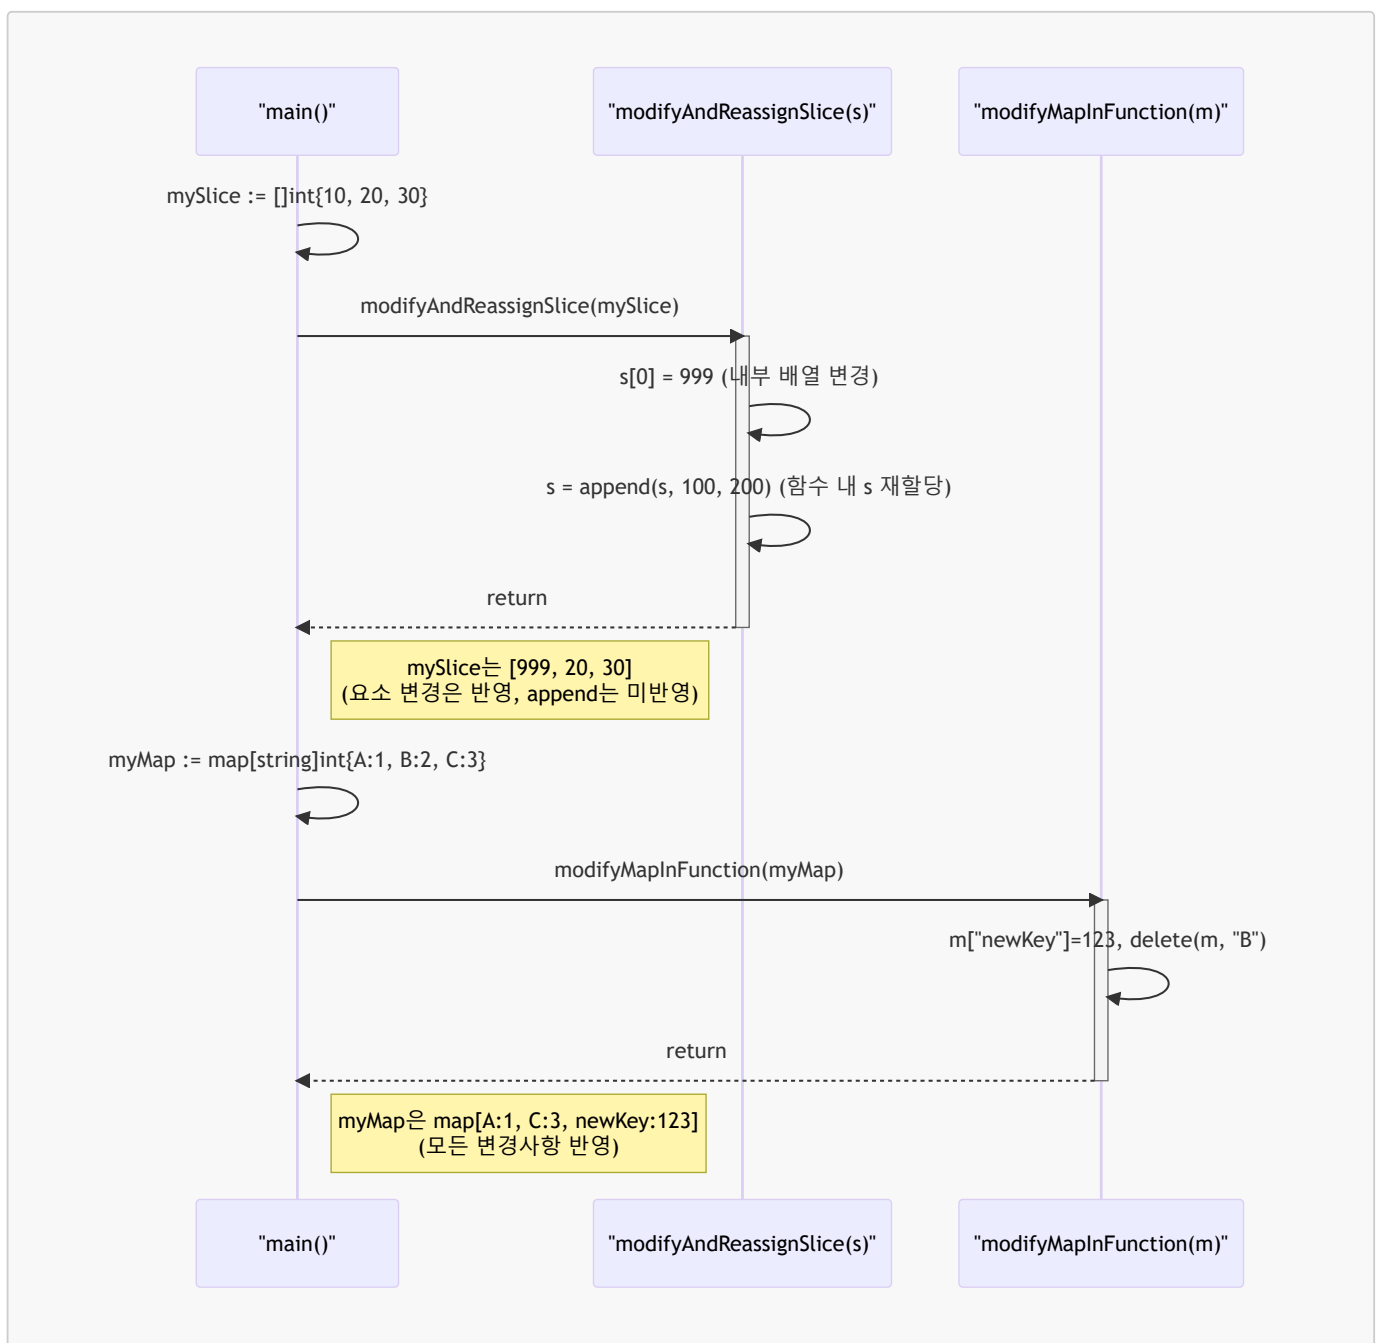 "main()"
"modifyAndReassignSlice(s)"
"modifyMapInFunction(m)"
mySlice := []int{10, 20, 30}
modifyAndReassignSlice(mySlice)
s[0] = 999 (내부 배열 변경)
s = append(s, 100, 200) (함수 내 s 재할당)
return
mySlice는 [999, 20, 30]
(요소 변경은 반영, append는 미반영)
myMap := map[string]int{A:1, B:2, C:3}
modifyMapInFunction(myMap)
m["newKey"]=123, delete(m, "B")
return
myMap은 map[A:1, C:3, newKey:123]
(모든 변경사항 반영)
"main()"
"modifyAndReassignSlice(s)"
"modifyMapInFunction(m)"